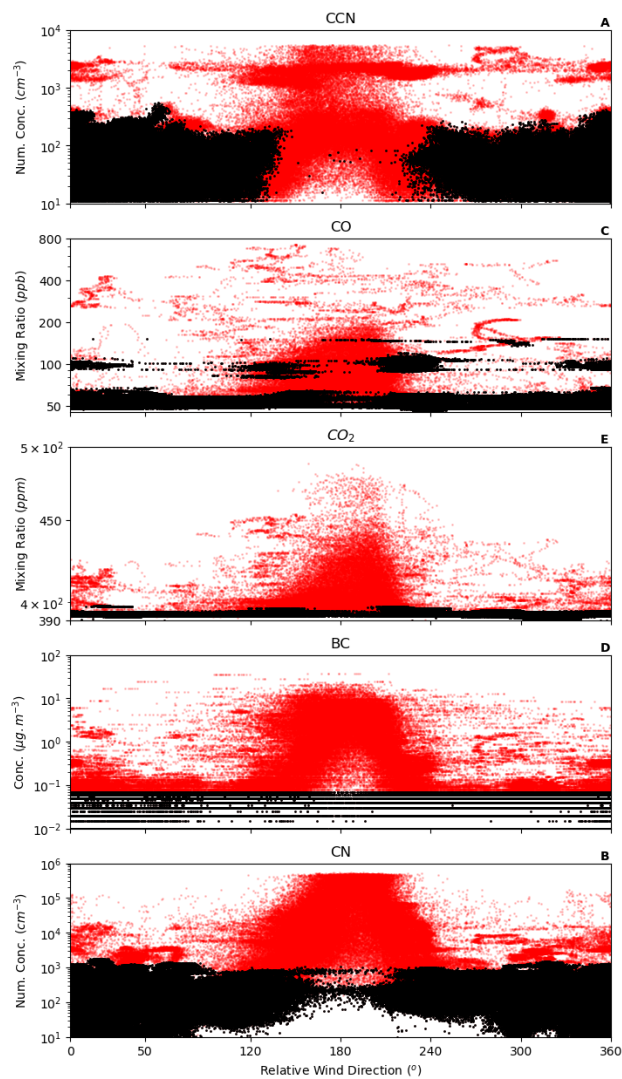 CCN
A
10^4
10^3
10^2
10^1
Num. Conc. (cm^{-3})
CO
C
800
400
200
100
50
Mixing Ratio (ppb)
CO_2
E
5 × 10^2
450
4 × 10^2
390
Mixing Ratio (ppm)
BC
D
10^2
10^1
10^0
10^{-1}
10^{-2}
Conc. (μg.m^{-3})
CN
B
10^6
10^5
10^4
10^3
10^2
10^1
Num. Conc. (cm^{-3})
0 50 120 180 240 300 360
Relative Wind Direction (^o)